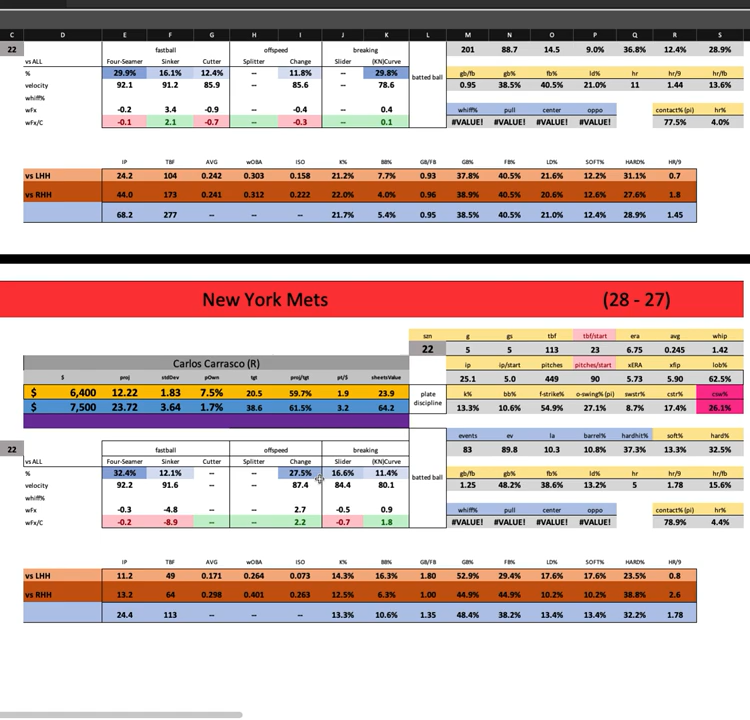 C D E F G H I J K L M N O P Q R S
22 fastball offspeed breaking 201 88.7 14.5 9.0% 36.8% 12.4% 28.9%
vs ALL Four-Seamer Sinker Cutter Splitter Change Slider (KN)Curve
% 29.9% 16.1% 12.4% -- 11.8% -- 29.8% batted ball gb/fb gb% fb% ld% hr hr/9 hr/fb
velocity 92.1 91.2 85.9 -- 85.6 -- 78.6 0.95 38.5% 40.5% 21.0% 11 1.44 13.6%
whiff%
wFx -0.2 3.4 -0.9 -- -0.4 -- 0.4 whiff% pull center oppo contact% (pi) hr%
wFx/C -0.1 2.1 -0.7 -- -0.3 -- 0.1 #VALUE! #VALUE! #VALUE! #VALUE! 77.5% 4.0%
IP TBF AVG wOBA ISO K% BB% GB/FB GB% FB% LD% SOFT% HARD% HR/9
vs LHH 24.2 104 0.242 0.303 0.158 21.2% 7.7% 0.93 37.8% 40.5% 21.6% 12.2% 31.1% 0.7
vs RHH 44.0 173 0.241 0.312 0.222 22.0% 4.0% 0.96 38.9% 40.5% 20.6% 12.6% 27.6% 1.8
68.2 277 -- -- -- 21.7% 5.4% 0.95 38.5% 40.5% 21.0% 12.4% 28.9% 1.45
New York Mets (28 - 27)
szn g gs tbf tbf/start era avg whip
22 5 5 113 23 6.75 0.245 1.42
Carlos Carrasco (R) ip ip/start pitches pitches/start xERA xfip lob%
$ proj stdDev pOwn tgt proj/tgt pt/$ sheetsValue 25.1 5.0 449 90 5.73 5.90 62.5%
$ 6,400 12.22 1.83 7.5% 20.5 59.7% 1.9 23.9 plate discipline k% bb% f-strike% o-swing% (pi) swstr% cstr% csw%
$ 7,500 23.72 3.64 1.7% 38.6 61.5% 3.2 64.2 13.3% 10.6% 54.9% 27.1% 8.7% 17.4% 26.1%
events ev la barrel% hardhit% soft% hard%
22 fastball offspeed breaking 83 89.8 10.3 10.8% 37.3% 13.3% 32.5%
vs ALL Four-Seamer Sinker Cutter Splitter Change Slider (KN)Curve
% 32.4% 12.1% -- -- 27.5% 16.6% 11.4% batted ball gb/fb gb% fb% ld% hr hr/9 hr/fb
velocity 92.2 91.6 -- -- 87.4 84.4 80.1 1.25 48.2% 38.6% 13.2% 5 1.78 15.6%
whiff%
wFx -0.3 -4.8 -- -- 2.7 -0.5 0.9 whiff% pull center oppo contact% (pi) hr%
wFx/C -0.2 -8.9 -- -- 2.2 -0.7 1.8 #VALUE! #VALUE! #VALUE! #VALUE! 78.9% 4.4%
IP TBF AVG wOBA ISO K% BB% GB/FB GB% FB% LD% SOFT% HARD% HR/9
vs LHH 11.2 49 0.171 0.264 0.073 14.3% 16.3% 1.80 52.9% 29.4% 17.6% 17.6% 23.5% 0.8
vs RHH 13.2 64 0.298 0.401 0.263 12.5% 6.3% 1.00 44.9% 44.9% 10.2% 10.2% 38.8% 2.6
24.4 113 -- -- -- 13.3% 10.6% 1.35 48.4% 38.2% 13.4% 13.4% 32.2% 1.78